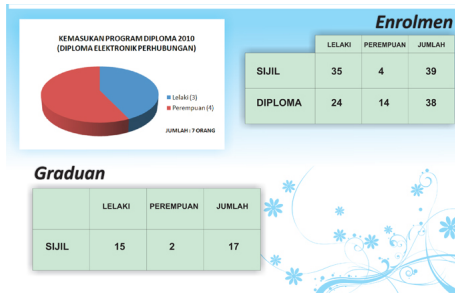 KEMASUKAN PROGRAM DIPLOMA 2010
(DIPLOMA ELEKTRONIK PERHUBUNGAN)
Lelaki (3)
Perempuan (4)
JUMLAH : 7 ORANG
Enrolmen
LELAKI PEREMPUAN JUMLAH
SIJIL 35 4 39
DIPLOMA 24 14 38
Graduan
LELAKI PEREMPUAN JUMLAH
SIJIL 15 2 17